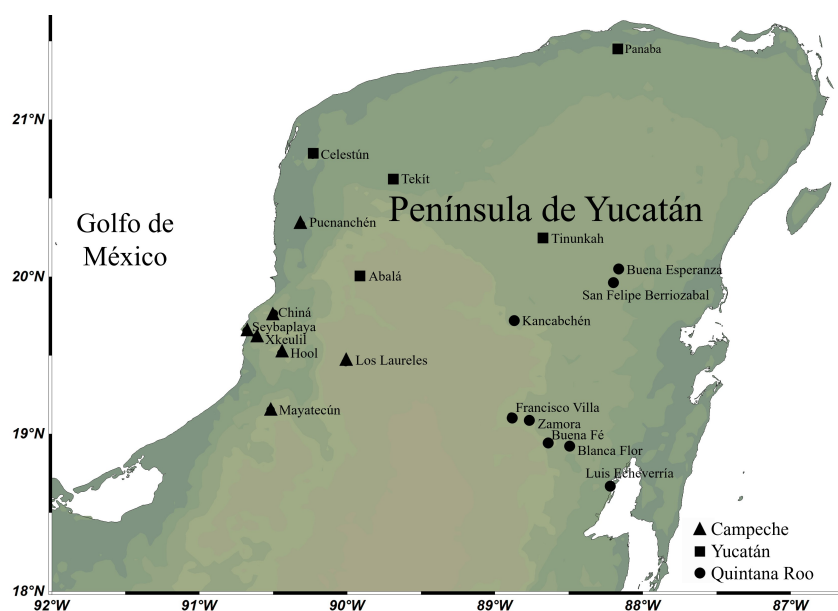 Panaba
21°N
Celestún
Tekít
Península de Yucatán
Golfo de
México
Pucnanchén
Tinunkah
20°N
Abalá
Buena Esperanza
San Felipe Berriozabal
Chiná
Seybaplaya
Xkeulil
Hool
Kancabchén
Los Laureles
Mayatecún
Francisco Villa
Zamora
19°N
Buena Fé
Blanca Flor
Luis Echeverría
Campeche
Yucatán
Quintana Roo
18°N
92°W 91°W 90°W 89°W 88°W 87°W